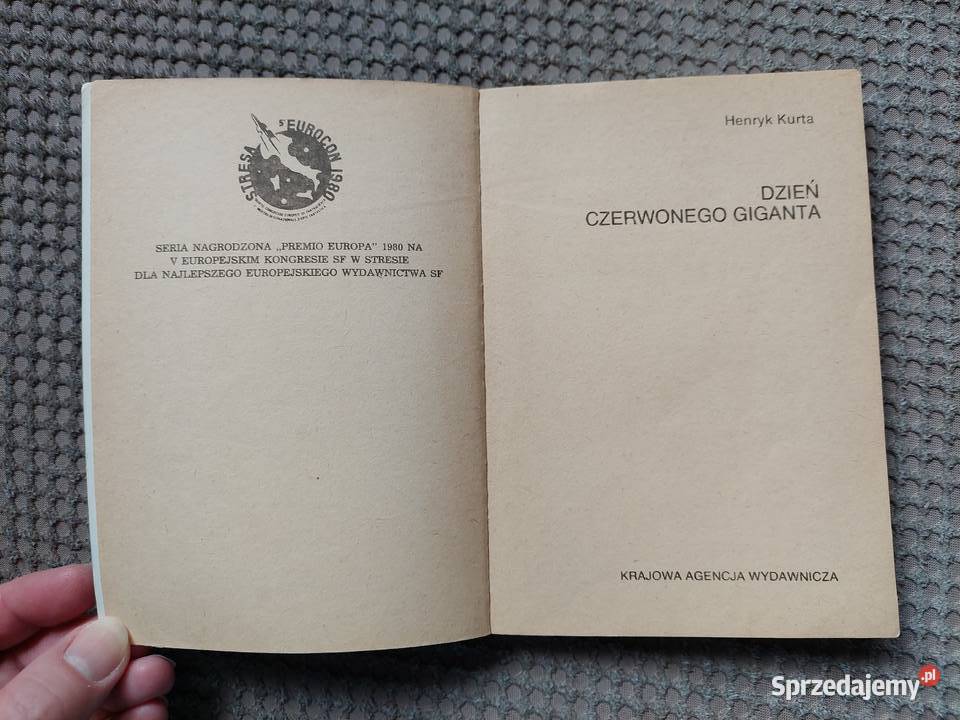 STRESA 5° EUROCON 1980
SERIA NAGRODZONA „PREMIO EUROPA" 1980 NA
V EUROPEJSKIM KONGRESIE SF W STRESIE
DLA NAJLEPSZEGO EUROPEJSKIEGO WYDAWNICTWA SF
Henryk Kurta
DZIEŃ
CZERWONEGO GIGANTA
KRAJOWA AGENCJA WYDAWNICZA
Sprzedajemy.pl